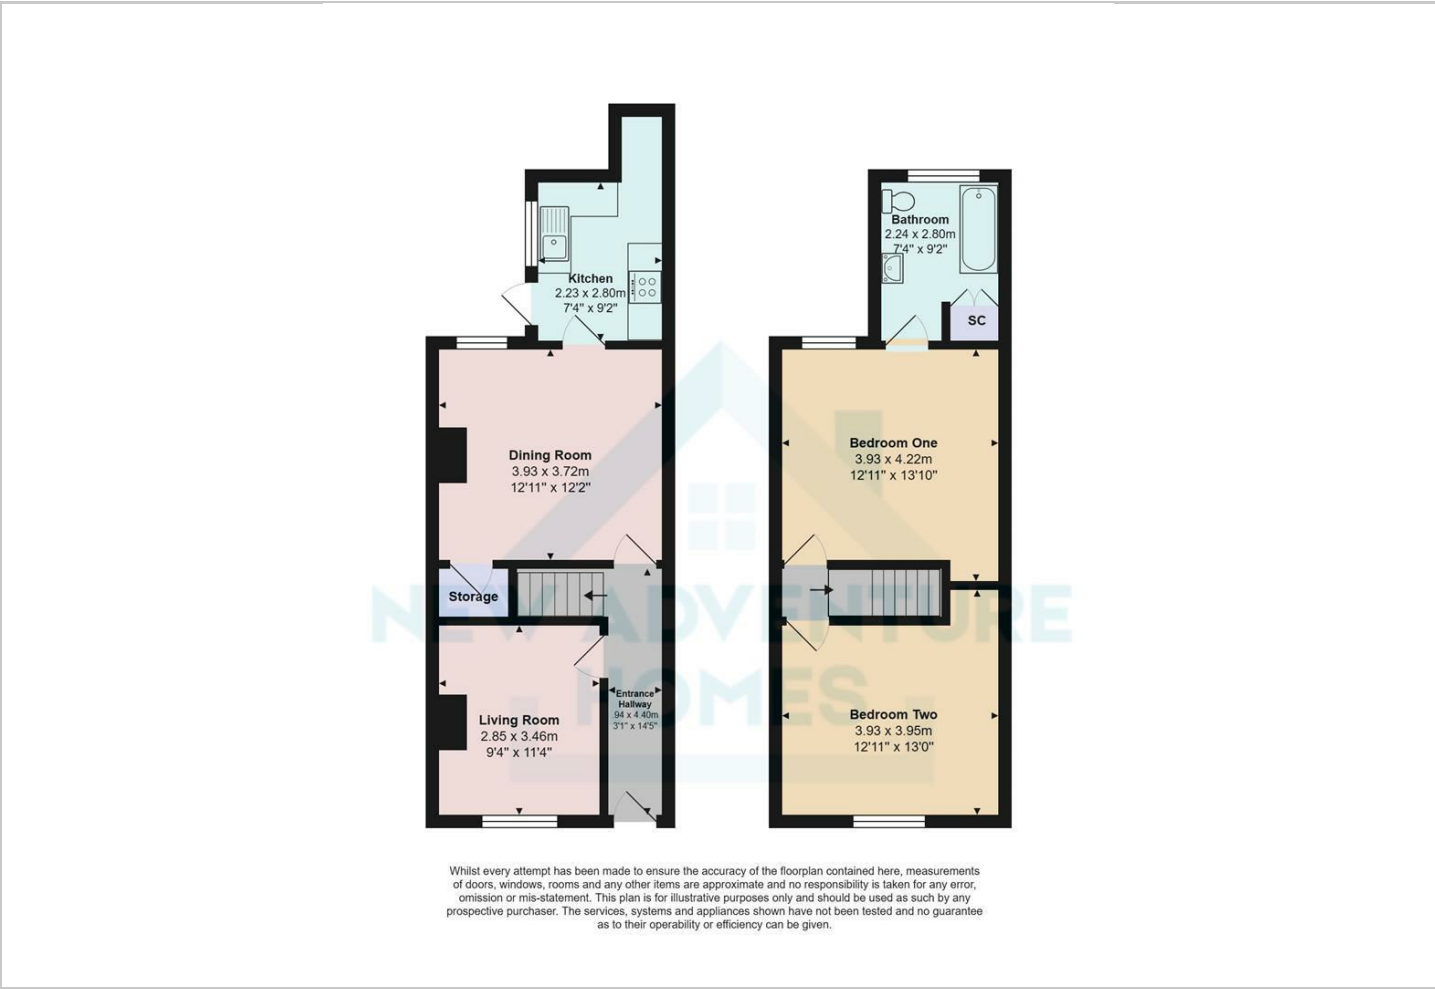 Kitchen
2.23 x 2.80m
7'4" x 9'2"
Dining Room
3.93 x 3.72m
12'11" x 12'2"
Storage
Living Room
2.85 x 3.46m
9'4" x 11'4"
Entrance
Hallway
.94 x 4.40m
3'1" x 14'5"
Bathroom
2.24 x 2.80m
7'4" x 9'2"
SC
Bedroom One
3.93 x 4.22m
12'11" x 13'10"
Bedroom Two
3.93 x 3.95m
12'11" x 13'0"
NEW ADVENTURE
HOMES
Whilst every attempt has been made to ensure the accuracy of the floorplan contained here, measurements
of doors, windows, rooms and any other items are approximate and no responsibility is taken for any error,
omission or mis-statement. This plan is for illustrative purposes only and should be used as such by any
prospective purchaser. The services, systems and appliances shown have not been tested and no guarantee
as to their operability or efficiency can be given.